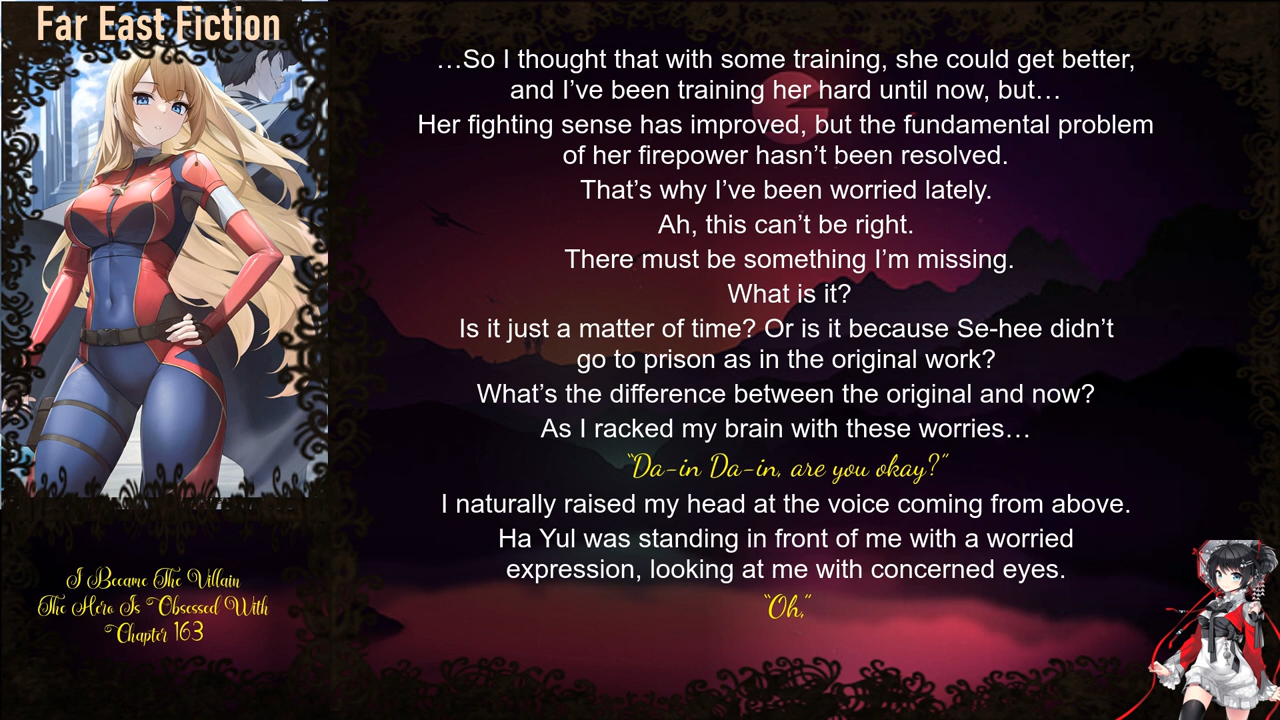 Far East Fiction
…So I thought that with some training, she could get better,
and I’ve been training her hard until now, but…
Her fighting sense has improved, but the fundamental problem
of her firepower hasn’t been resolved.
That’s why I’ve been worried lately.
Ah, this can’t be right.
There must be something I’m missing.
What is it?
Is it just a matter of time? Or is it because Se-hee didn’t
go to prison as in the original work?
What’s the difference between the original and now?
As I racked my brain with these worries…
“Da-in Da-in, are you okay?”
I naturally raised my head at the voice coming from above.
Ha Yul was standing in front of me with a worried
expression, looking at me with concerned eyes.
“Oh,”
I Became The Villain
The Hero Is Obsessed With
Chapter 163